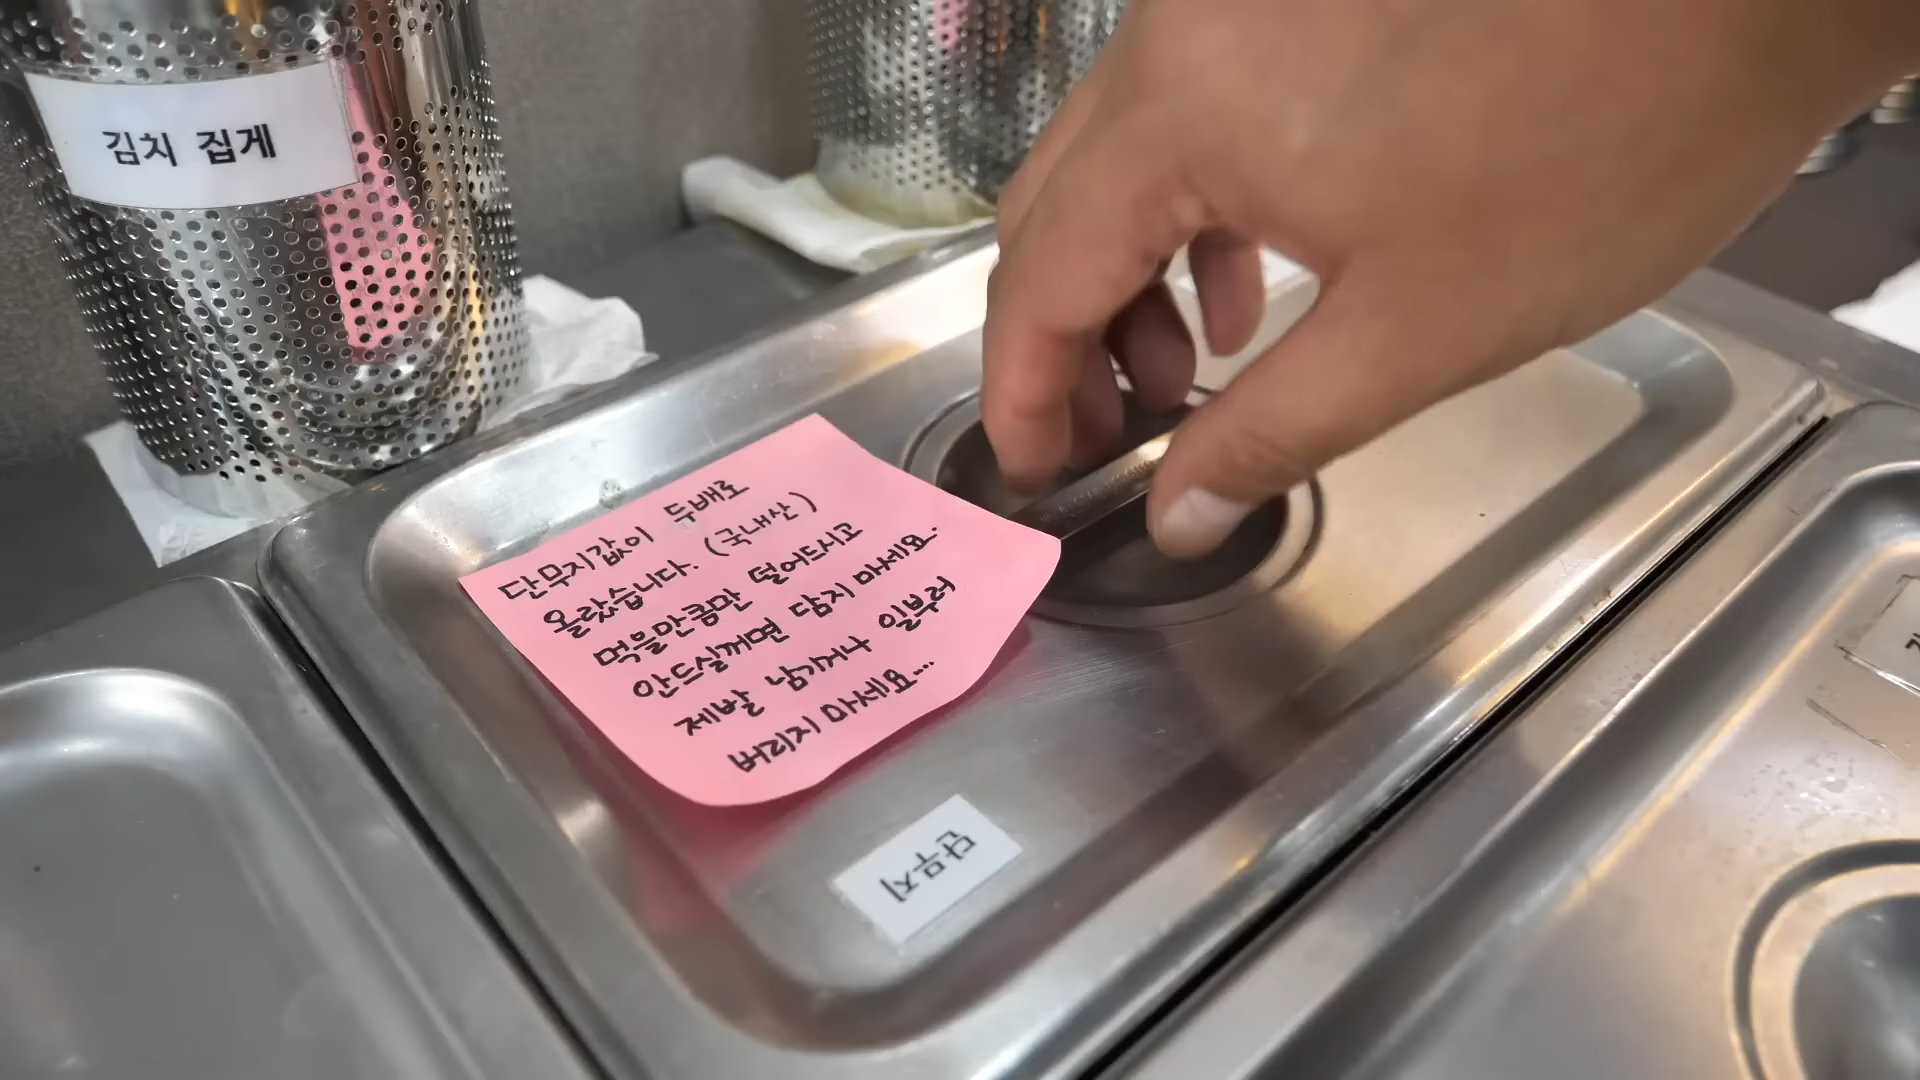 김치 집게
단무지값이 두배로
올랐습니다. (국내산)
먹을만큼만 덜어드시고
안드실꺼면 담지 마세요.
제발 남기거나 일부러
버리지 마세요....
단무지